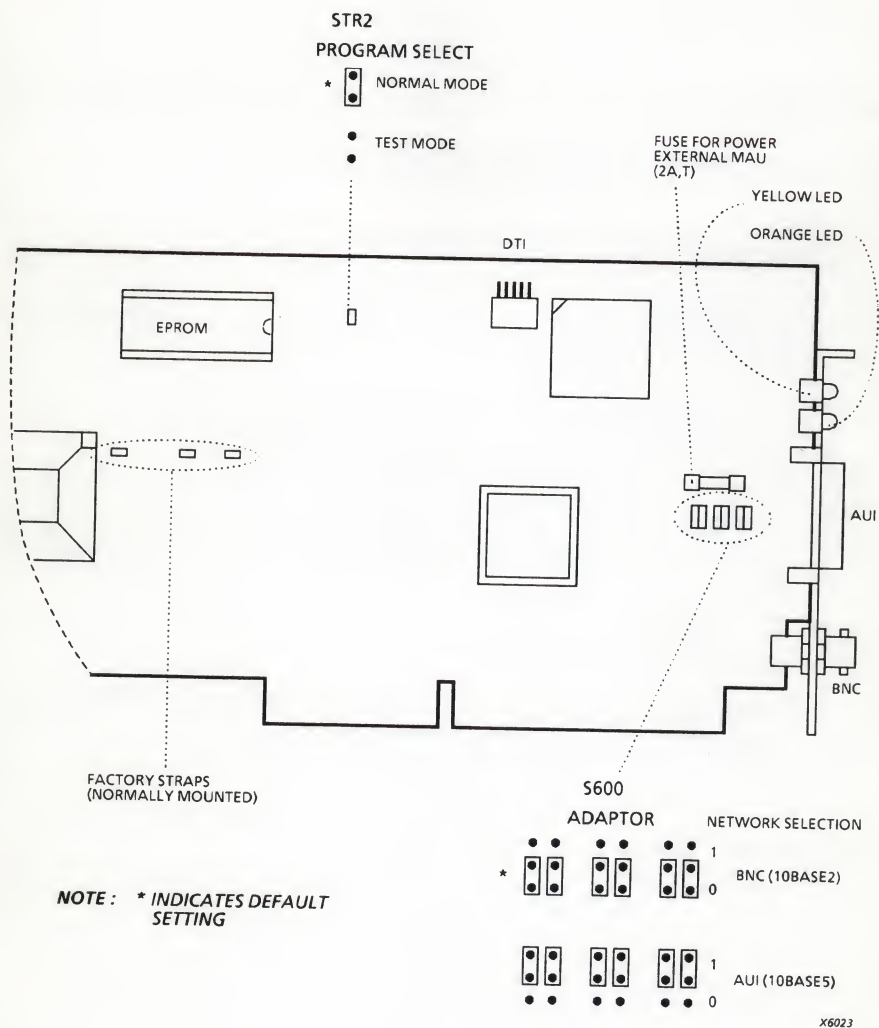 STR2
PROGRAM SELECT
* NORMAL MODE
TEST MODE
FUSE FOR POWER
EXTERNAL MAU
(2A,T)
YELLOW LED
ORANGE LED
DTI
EPROM
AUI
BNC
FACTORY STRAPS
(NORMALLY MOUNTED)
S600
ADAPTOR
NETWORK SELECTION
1
* BNC (10BASE2)
0
1
AUI (10BASE5)
0
NOTE : * INDICATES DEFAULT
SETTING
X6023